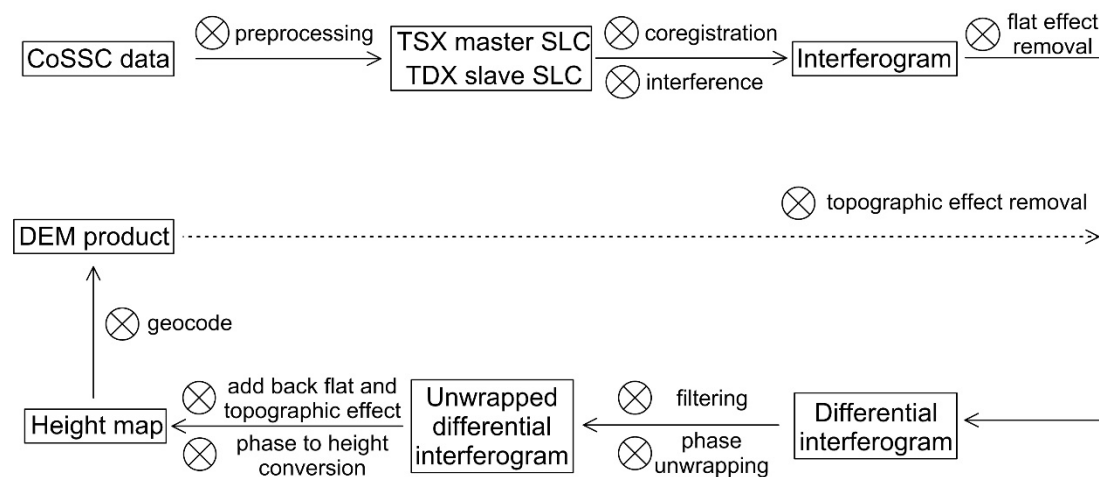 CoSSC data
preprocessing
TSX master SLC
TDX slave SLC
coregistration
interference
Interferogram
flat effect
removal
topographic effect removal
DEM product
geocode
Height map
add back flat and
topographic effect
phase to height
conversion
Unwrapped
differential
interferogram
filtering
phase
unwrapping
Differential
interferogram